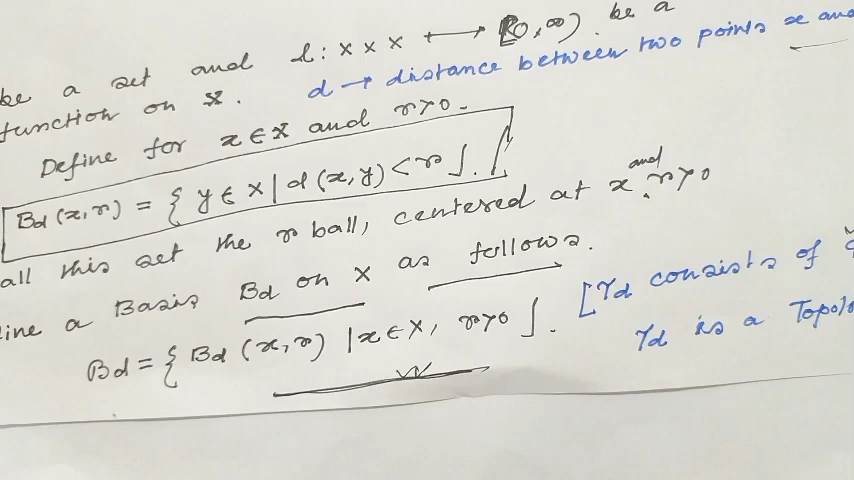 be a set and d: X x X ⟷ [0, ∞) be a
function on X. d → distance between two points x and
Define for x ∈ X and r>0.
Bd (x, r) = { y ∈ X | d (x, y) < r }.
all this set the r ball, centered at x and r>0
ine a Basis Bd on X as follows.
Bd = { Bd (x, r) | x ∈ X, r>0 }. [τd consists of
τd is a Topolo